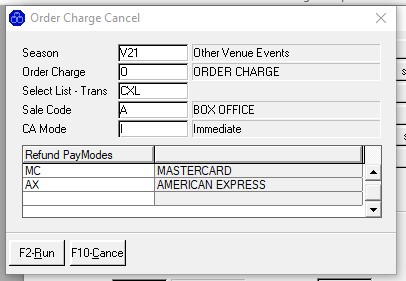 Order Charge Cancel
Season V21 Other Venue Events
Order Charge O ORDER CHARGE
Select List - Trans CXL
Sale Code A BOX OFFICE
CA Mode I Immediate
Refund PayModes
MC MASTERCARD
AX AMERICAN EXPRESS
F2-Run F10-Cance